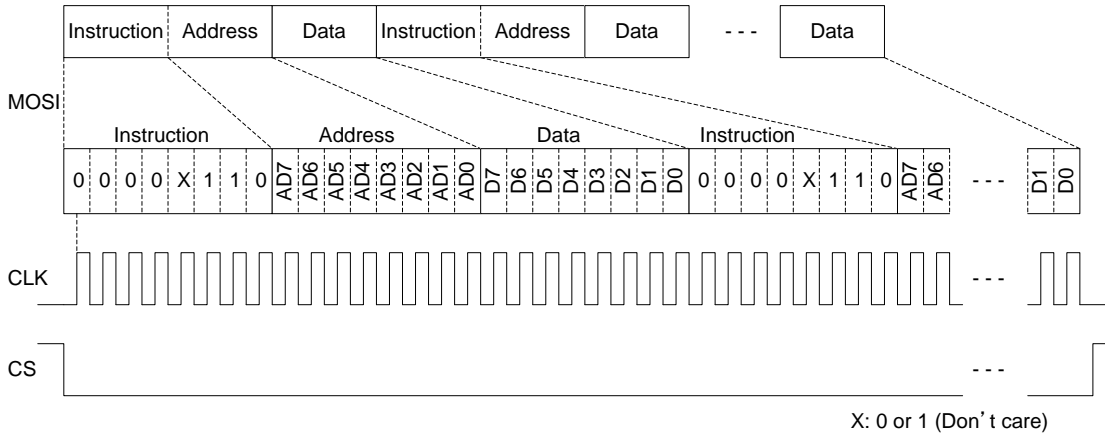 Instruction Address Data Instruction Address Data - - - Data
MOSI
Instruction Address Data Instruction
0 0 0 0 X 1 1 0 AD7 AD6 AD5 AD4 AD3 AD2 AD1 AD0 D7 D6 D5 D4 D3 D2 D1 D0 0 0 0 0 X 1 1 0 AD7 AD6 - - - D1 D0
CLK - - -
CS - - -
X: 0 or 1 (Don't care)